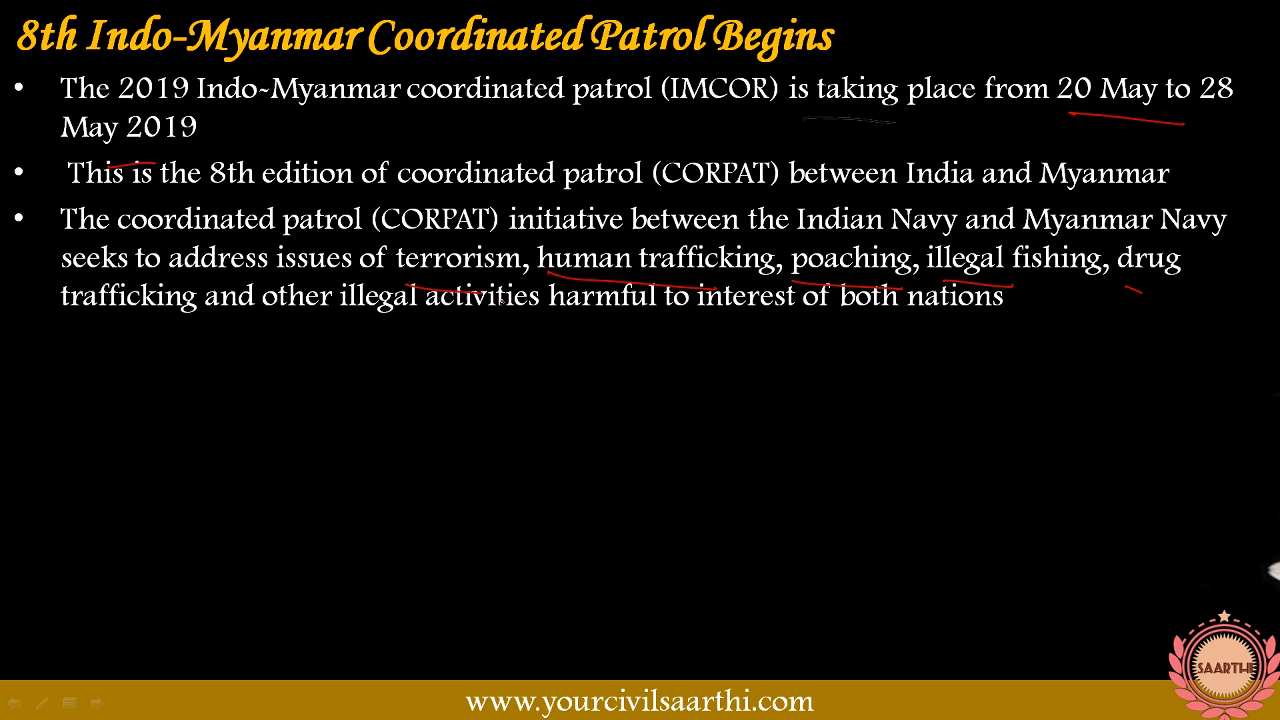 8th Indo-Myanmar Coordinated Patrol Begins
• The 2019 Indo-Myanmar coordinated patrol (IMCOR) is taking place from 20 May to 28
May 2019
• This is the 8th edition of coordinated patrol (CORPAT) between India and Myanmar
• The coordinated patrol (CORPAT) initiative between the Indian Navy and Myanmar Navy
seeks to address issues of terrorism, human trafficking, poaching, illegal fishing, drug
trafficking and other illegal activities harmful to interest of both nations
SAARTHI
www.yourcivilsaarthi.com